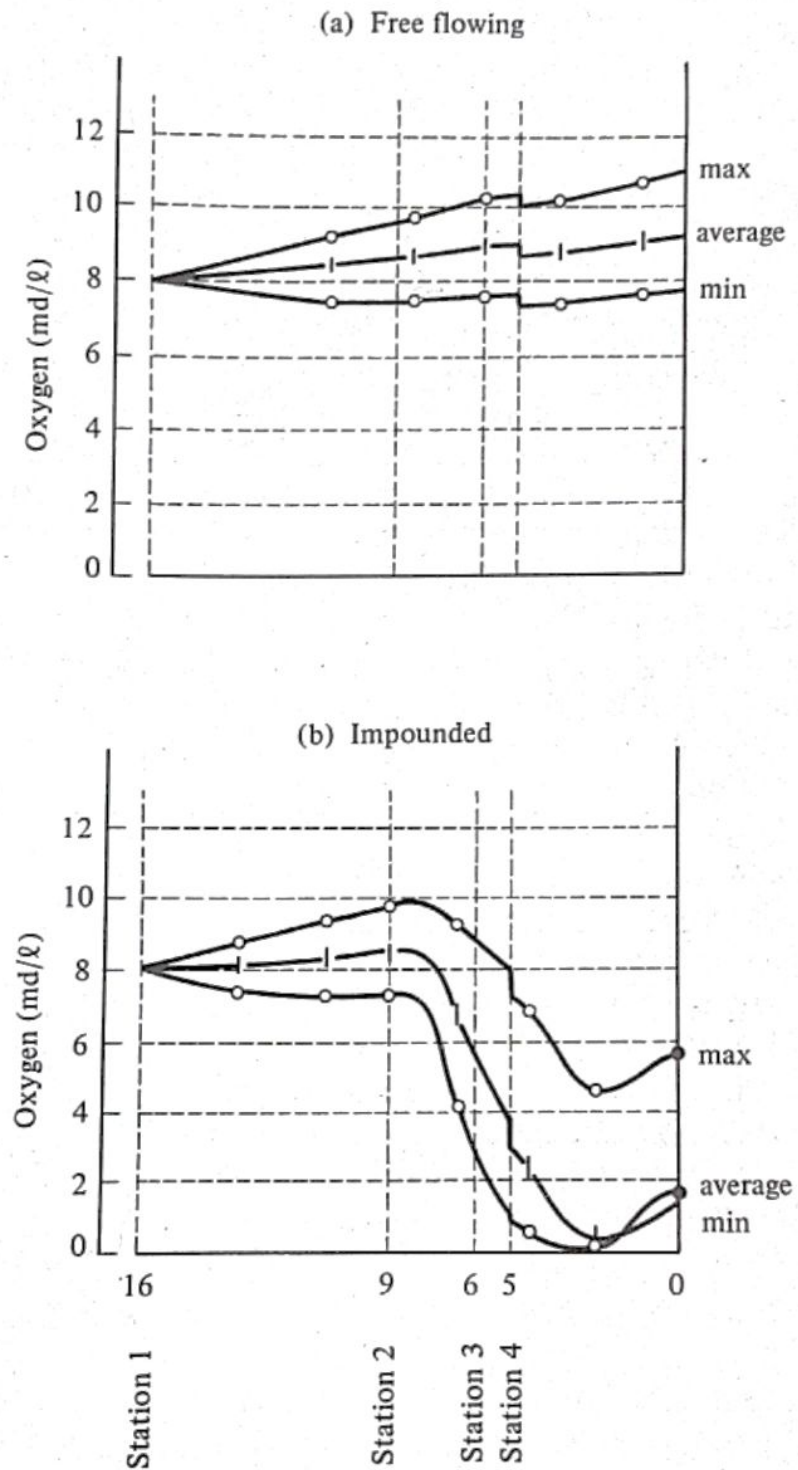 (a) Free flowing
12
10
8
6
4
2
0
Oxygen (md/ℓ)
max
average
min
(b) Impounded
12
10
8
6
4
2
0
Oxygen (md/ℓ)
max
average
min
16 9 6 5 0
Station 1
Station 2
Station 3
Station 4